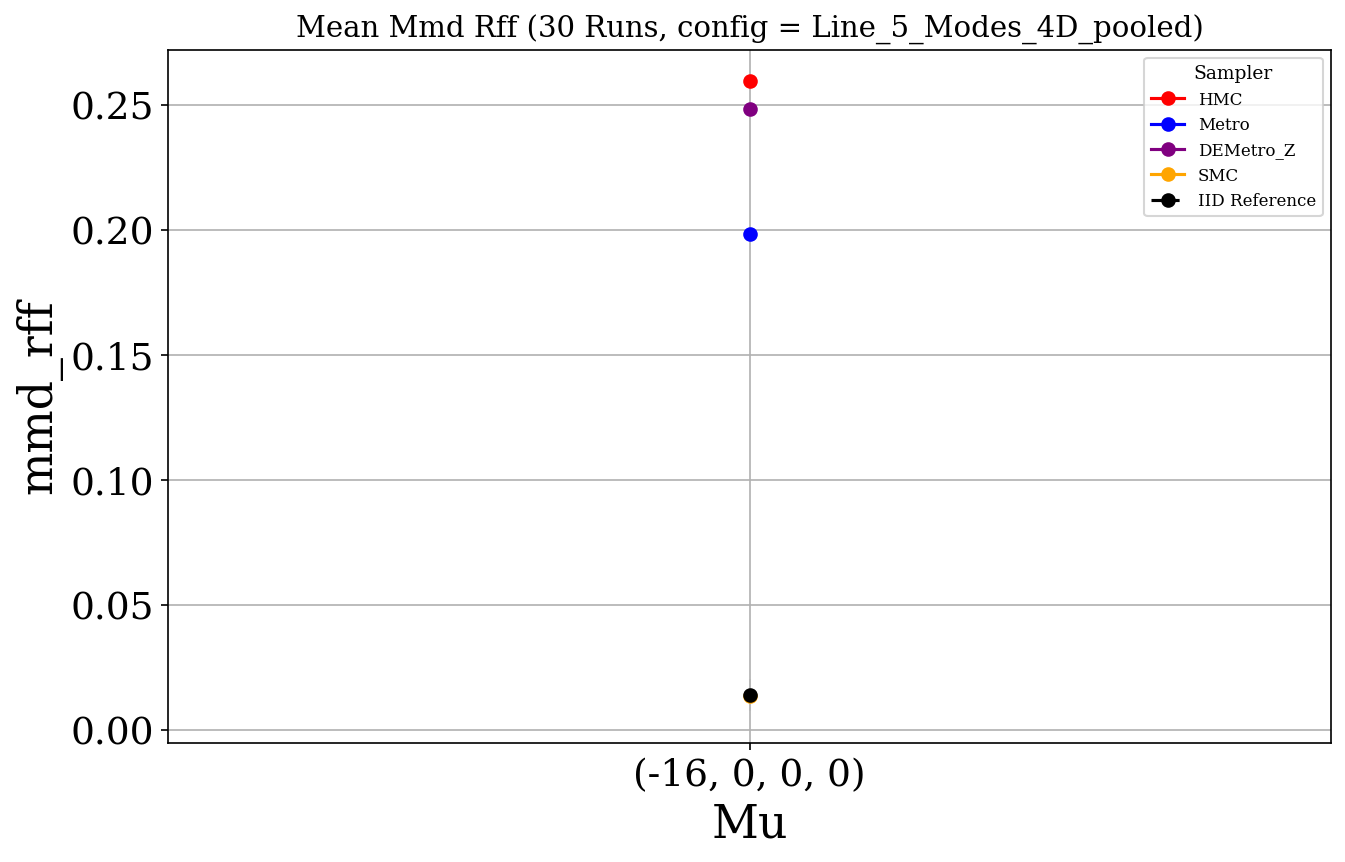 Mean Mmd Rff (30 Runs, config = Line_5_Modes_4D_pooled)
Sampler
HMC
Metro
DEMetro_Z
SMC
IID Reference
mmd_rff
0.25
0.20
0.15
0.10
0.05
0.00
(-16, 0, 0, 0)
Mu